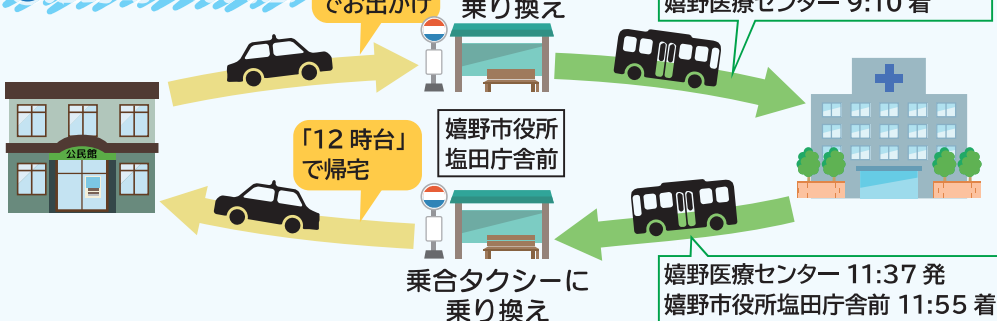 でお出かけ
乗り換え
嬉野医療センター 9:10 着
公民館
「12 時台」
で帰宅
嬉野市役所
塩田庁舎前
乗合タクシーに
乗り換え
嬉野医療センター 11:37 発
嬉野市役所塩田庁舎前 11:55 着